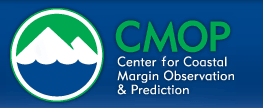 CMOP
Center for Coastal
Margin Observation
& Prediction